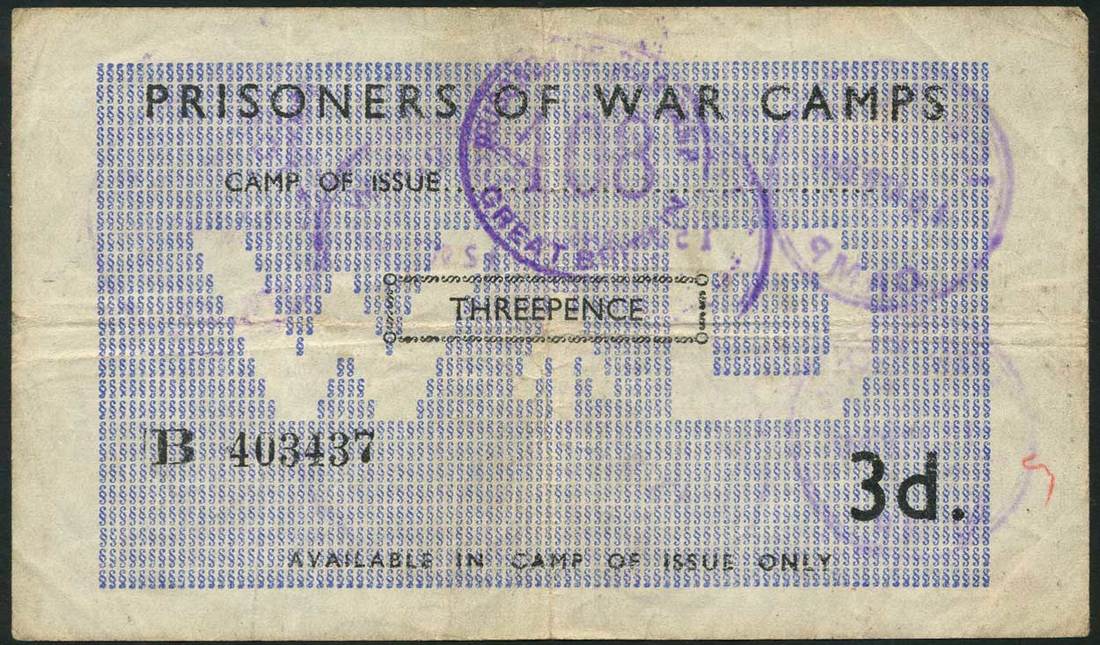 PRISONERS OF WAR CAMPS
CAMP OF ISSUE
108
GREAT
THREEPENCE
B 403437
3d.
AVAILABLE IN CAMP OF ISSUE ONLY